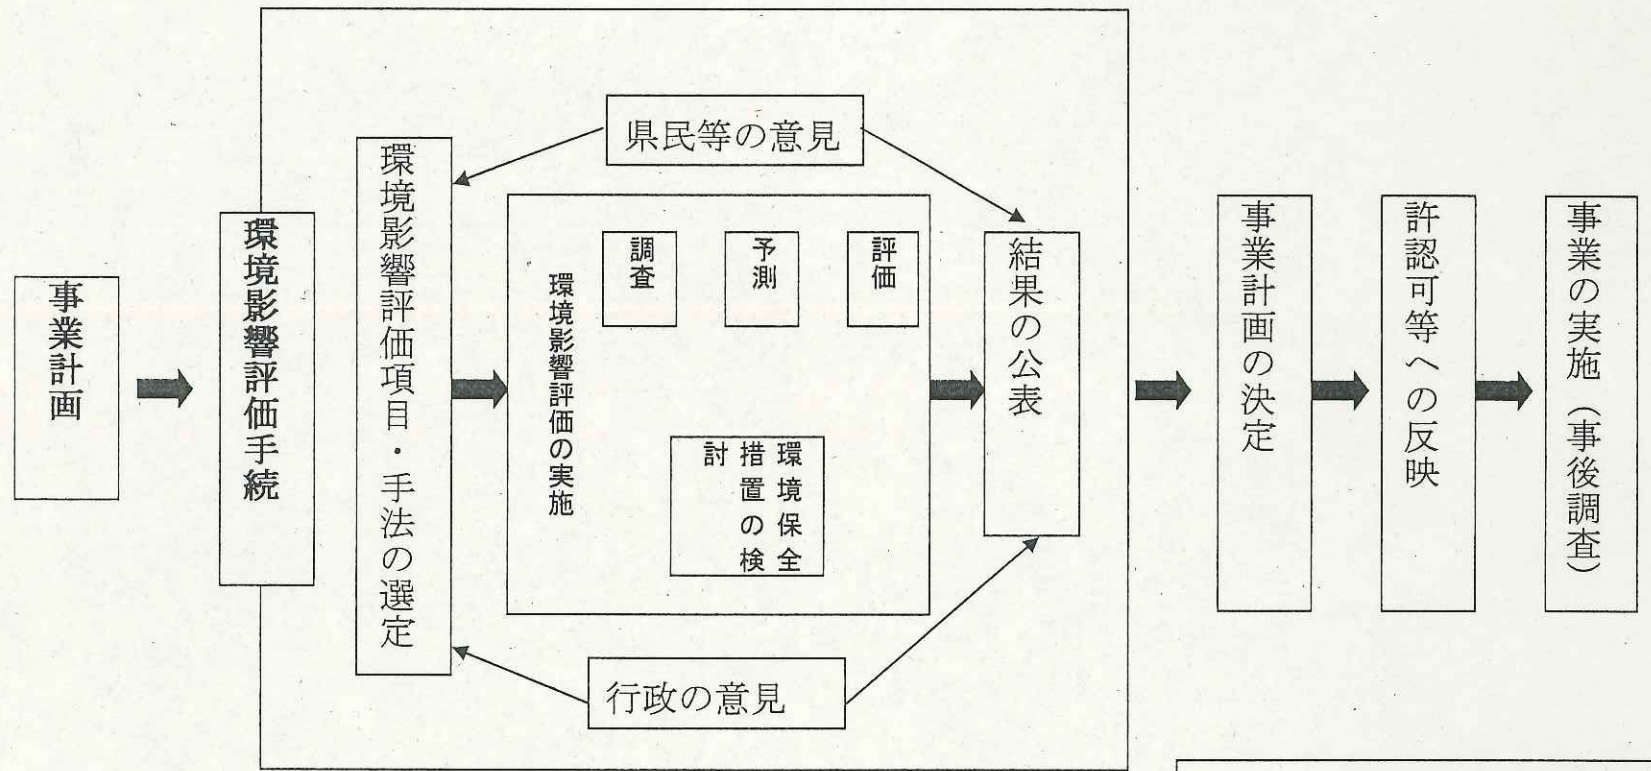 事業計画
環境影響評価手続
環境影響評価項目・手法の選定
県民等の意見
環境影響評価の実施
調査
予測
評価
環境保全
措置の検
討
行政の意見
結果の公表
事業計画の決定
許認可等への反映
事業の実施（事後調査）